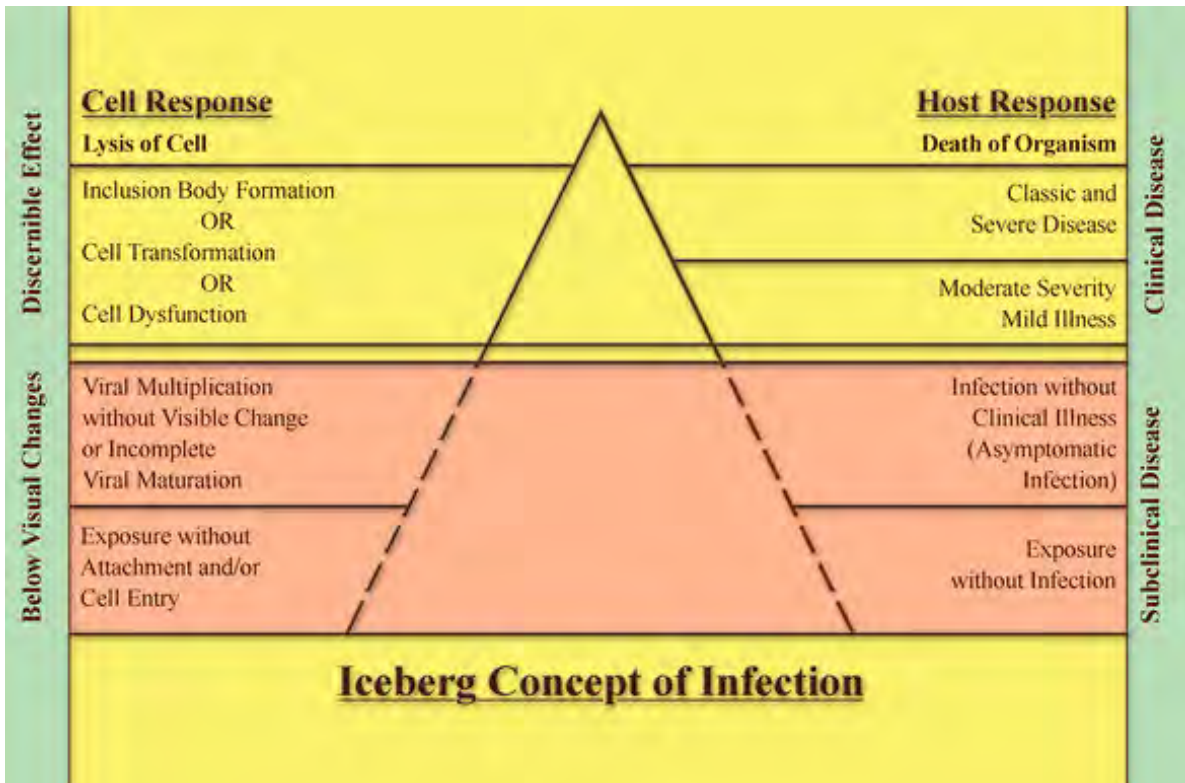 Discernible Effect
Below Visual Changes
Cell Response
Lysis of Cell
Inclusion Body Formation
OR
Cell Transformation
OR
Cell Dysfunction
Viral Multiplication
without Visible Change
or Incomplete
Viral Maturation
Exposure without
Attachment and/or
Cell Entry
Host Response
Death of Organism
Classic and
Severe Disease
Moderate Severity
Mild Illness
Infection without
Clinical Illness
(Asymptomatic
Infection)
Exposure
without Infection
Clinical Disease
Subclinical Disease
Iceberg Concept of Infection